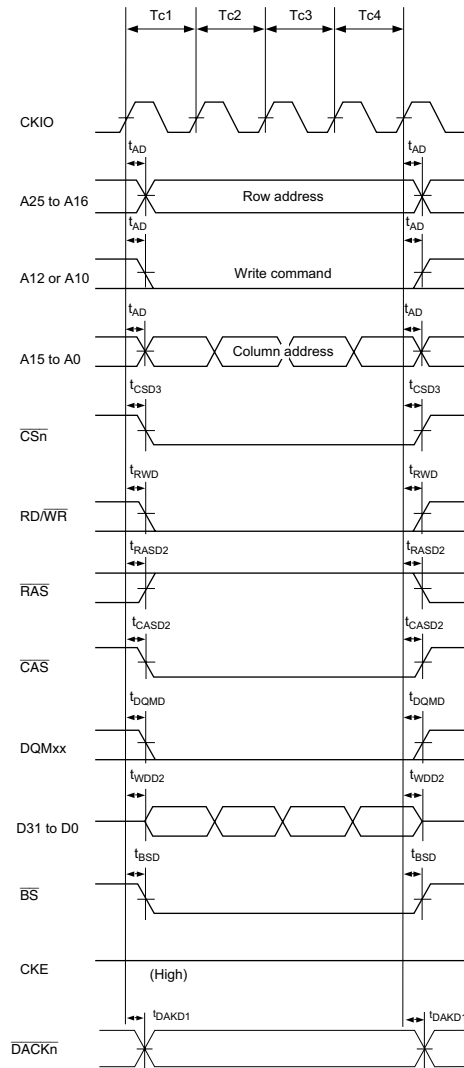 Tc1 Tc2 Tc3 Tc4
CKIO
tAD tAD
A25 to A16 Row address
tAD tAD
A12 or A10 Write command
tAD tAD
A15 to A0 Column address
tCSD3 tCSD3
CSn
tRWD tRWD
RD/WR
tRASD2 tRASD2
RAS
tCASD2 tCASD2
CAS
tDQMD tDQMD
DQMxx
tWDD2 tWDD2
D31 to D0
tBSD tBSD
BS
CKE
(High)
tDAKD1 tDAKD1
DACKn